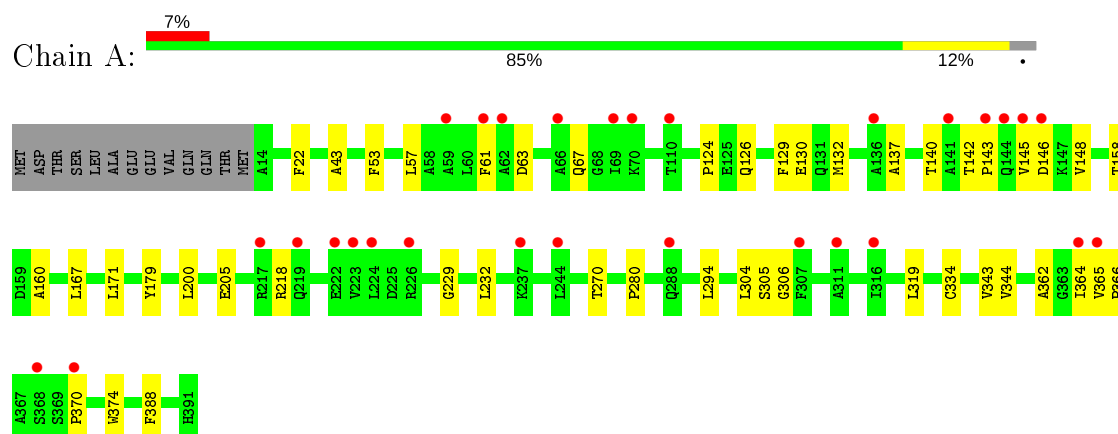 7%
Chain A:
85% 12% •
MET ASP THR SER LEU ALA GLU GLU VAL GLN GLN THR MET A14 F22 A43 F53 L57 A58 A59 L60 F61 A62 D63 A66 Q67 G68 I69 K70 T110 P124 E125 Q126 F129 E130 Q131 M132 A136 A137 T140 A141 T142 P143 Q144 V145 D146 K147 V148 T158
D159 A160 L167 L171 Y179 L200 E205 R217 R218 Q219 E222 V223 L224 D225 R226 G229 L232 K237 L244 T270 P280 Q288 L294 L304 S305 G306 F307 A311 I316 L319 C334 V343 V344 A362 G363 I364 V365 P366
A367 S368 S369 P370 W374 F388 H391